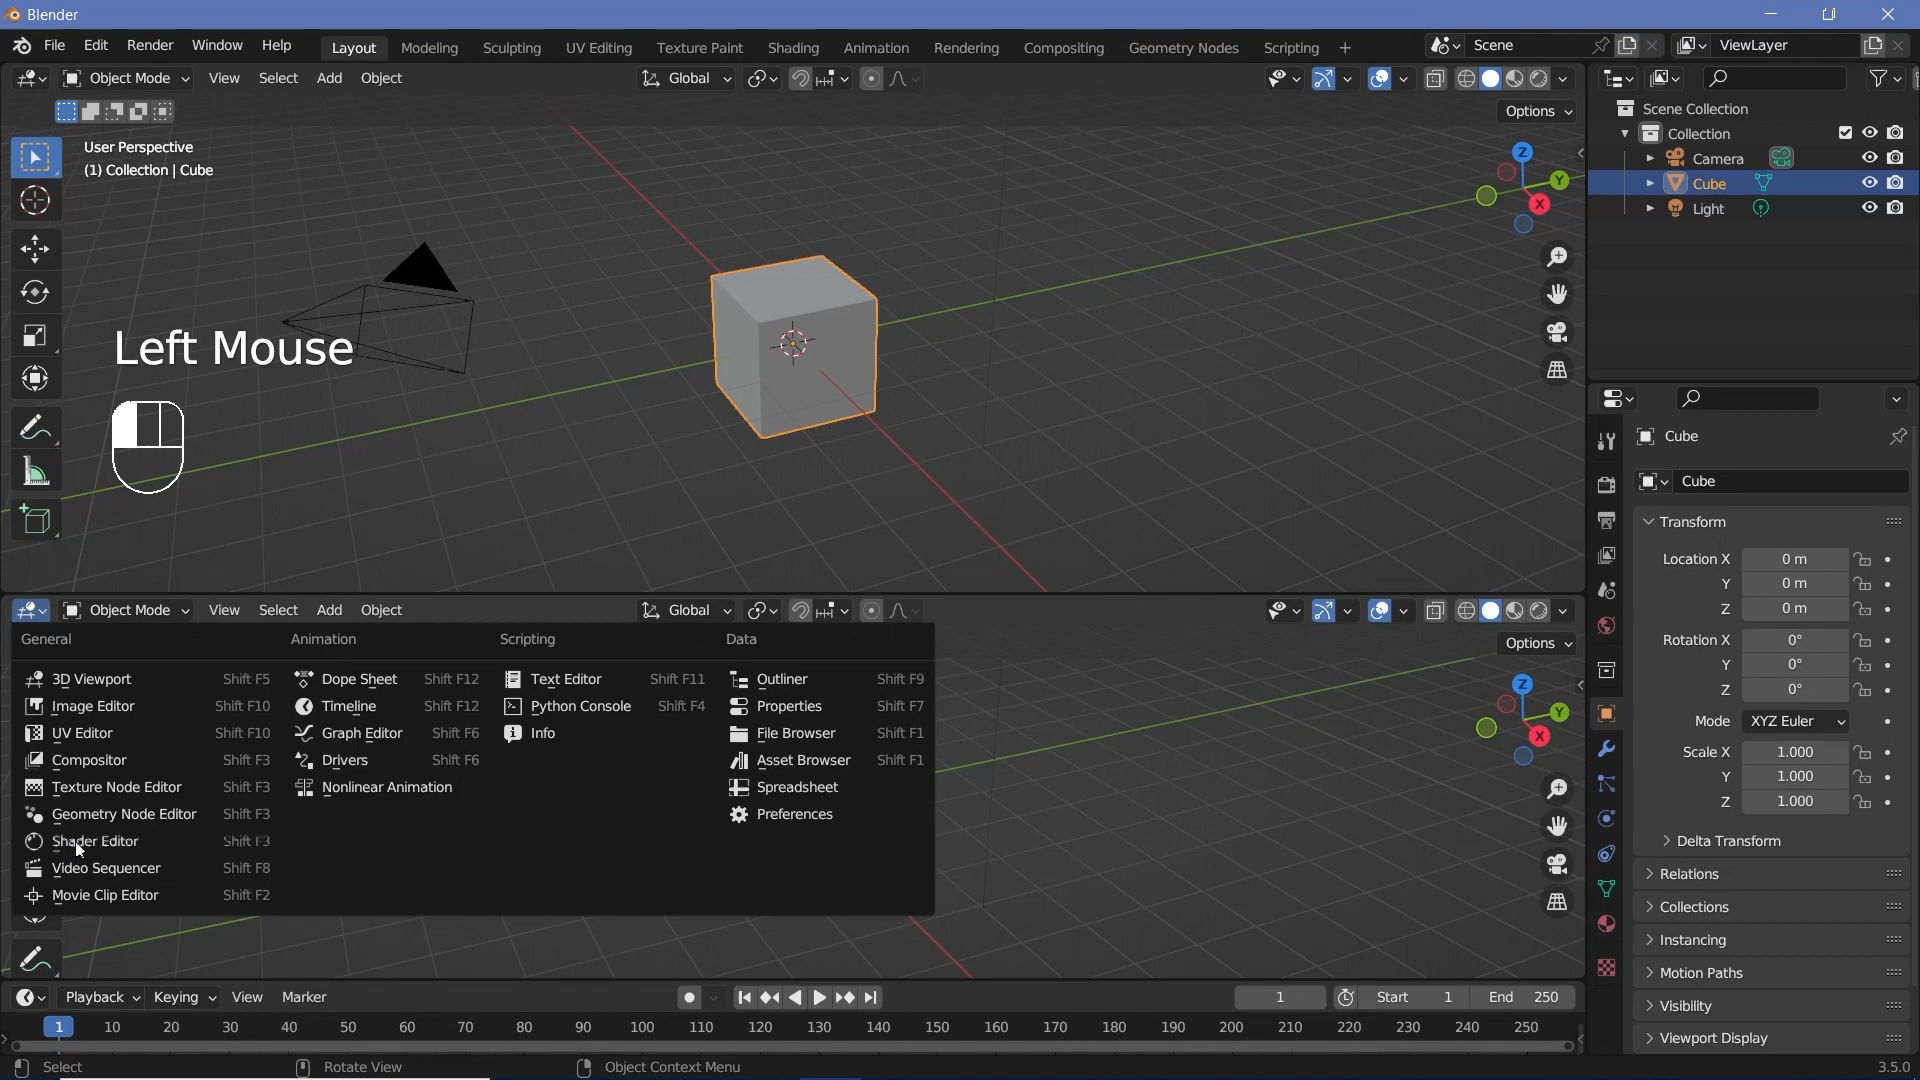 Blender
File Edit Render Window Help Layout Modeling Sculpting UV Editing Texture Paint Shading Animation Rendering Compositing Geometry Nodes Scripting + Scene ViewLayer
Object Mode View Select Add Object Global
Options
User Perspective
(1) Collection | Cube
Z
Y
X
Left Mouse
Scene Collection
Collection
Camera
Cube
Light
Cube
Cube
Transform
Location X 0 m
Y 0 m
Z 0 m
Rotation X 0°
Y 0°
Z 0°
Mode XYZ Euler
Scale X 1.000
Y 1.000
Z 1.000
Delta Transform
Relations
Collections
Instancing
Motion Paths
Visibility
Viewport Display
Object Mode View Select Add Object Global
Options
Z
Y
X
General
3D Viewport Shift F5
Image Editor Shift F10
UV Editor Shift F10
Compositor Shift F3
Texture Node Editor Shift F3
Geometry Node Editor Shift F3
Shader Editor Shift F3
Video Sequencer Shift F8
Movie Clip Editor Shift F2
Animation
Dope Sheet Shift F12
Timeline Shift F12
Graph Editor Shift F6
Drivers Shift F6
Nonlinear Animation
Scripting
Text Editor Shift F11
Python Console Shift F4
Info
Data
Outliner Shift F9
Properties Shift F7
File Browser Shift F1
Asset Browser Shift F1
Spreadsheet
Preferences
Playback Keying View Marker 1 Start 1 End 250
1 10 20 30 40 50 60 70 80 90 100 110 120 130 140 150 160 170 180 190 200 210 220 230 240 250
Select Rotate View Object Context Menu 3.5.0